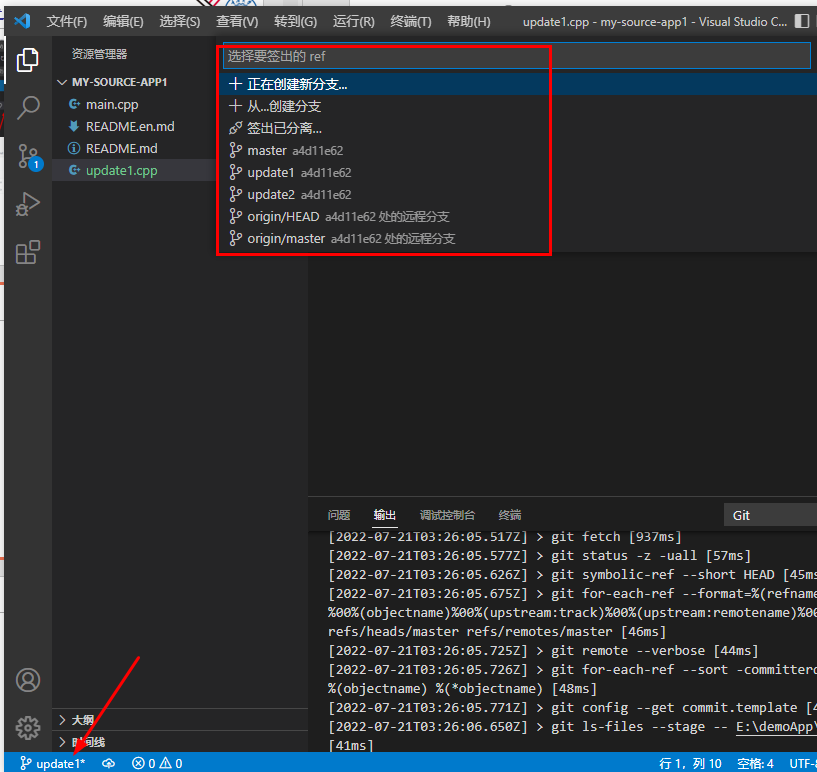 文件(F) 编辑(E) 选择(S) 查看(V) 转到(G) 运行(R) 终端(T) 帮助(H) update1.cpp - my-source-app1 - Visual Studio C...
资源管理器
选择要签出的 ref
MY-SOURCE-APP1
正在创建新分支...
main.cpp
从...创建分支
README.en.md
签出已分离...
README.md
master a4d11e62
update1.cpp
update1 a4d11e62
1
update2 a4d11e62
origin/HEAD a4d11e62 处的远程分支
origin/master a4d11e62 处的远程分支
问题 输出 调试控制台 终端 Git
[2022-07-21T03:26:05.517Z] > git fetch [937ms]
[2022-07-21T03:26:05.577Z] > git status -z -uall [57ms]
[2022-07-21T03:26:05.626Z] > git symbolic-ref --short HEAD [45ms
[2022-07-21T03:26:05.675Z] > git for-each-ref --format=%(refname
%00%(objectname)%00%(upstream:track)%00%(upstream:remotename)%00
refs/heads/master refs/remotes/master [46ms]
[2022-07-21T03:26:05.725Z] > git remote --verbose [44ms]
[2022-07-21T03:26:05.726Z] > git for-each-ref --sort -committerd
%(objectname) %(*objectname) [48ms]
[2022-07-21T03:26:05.771Z] > git config --get commit.template [4
[2022-07-21T03:26:06.650Z] > git ls-files --stage -- E:\demoApp\
[41ms]
大纲
时间线
update1* 0 0 行 1，列 10 空格: 4 UTF-8